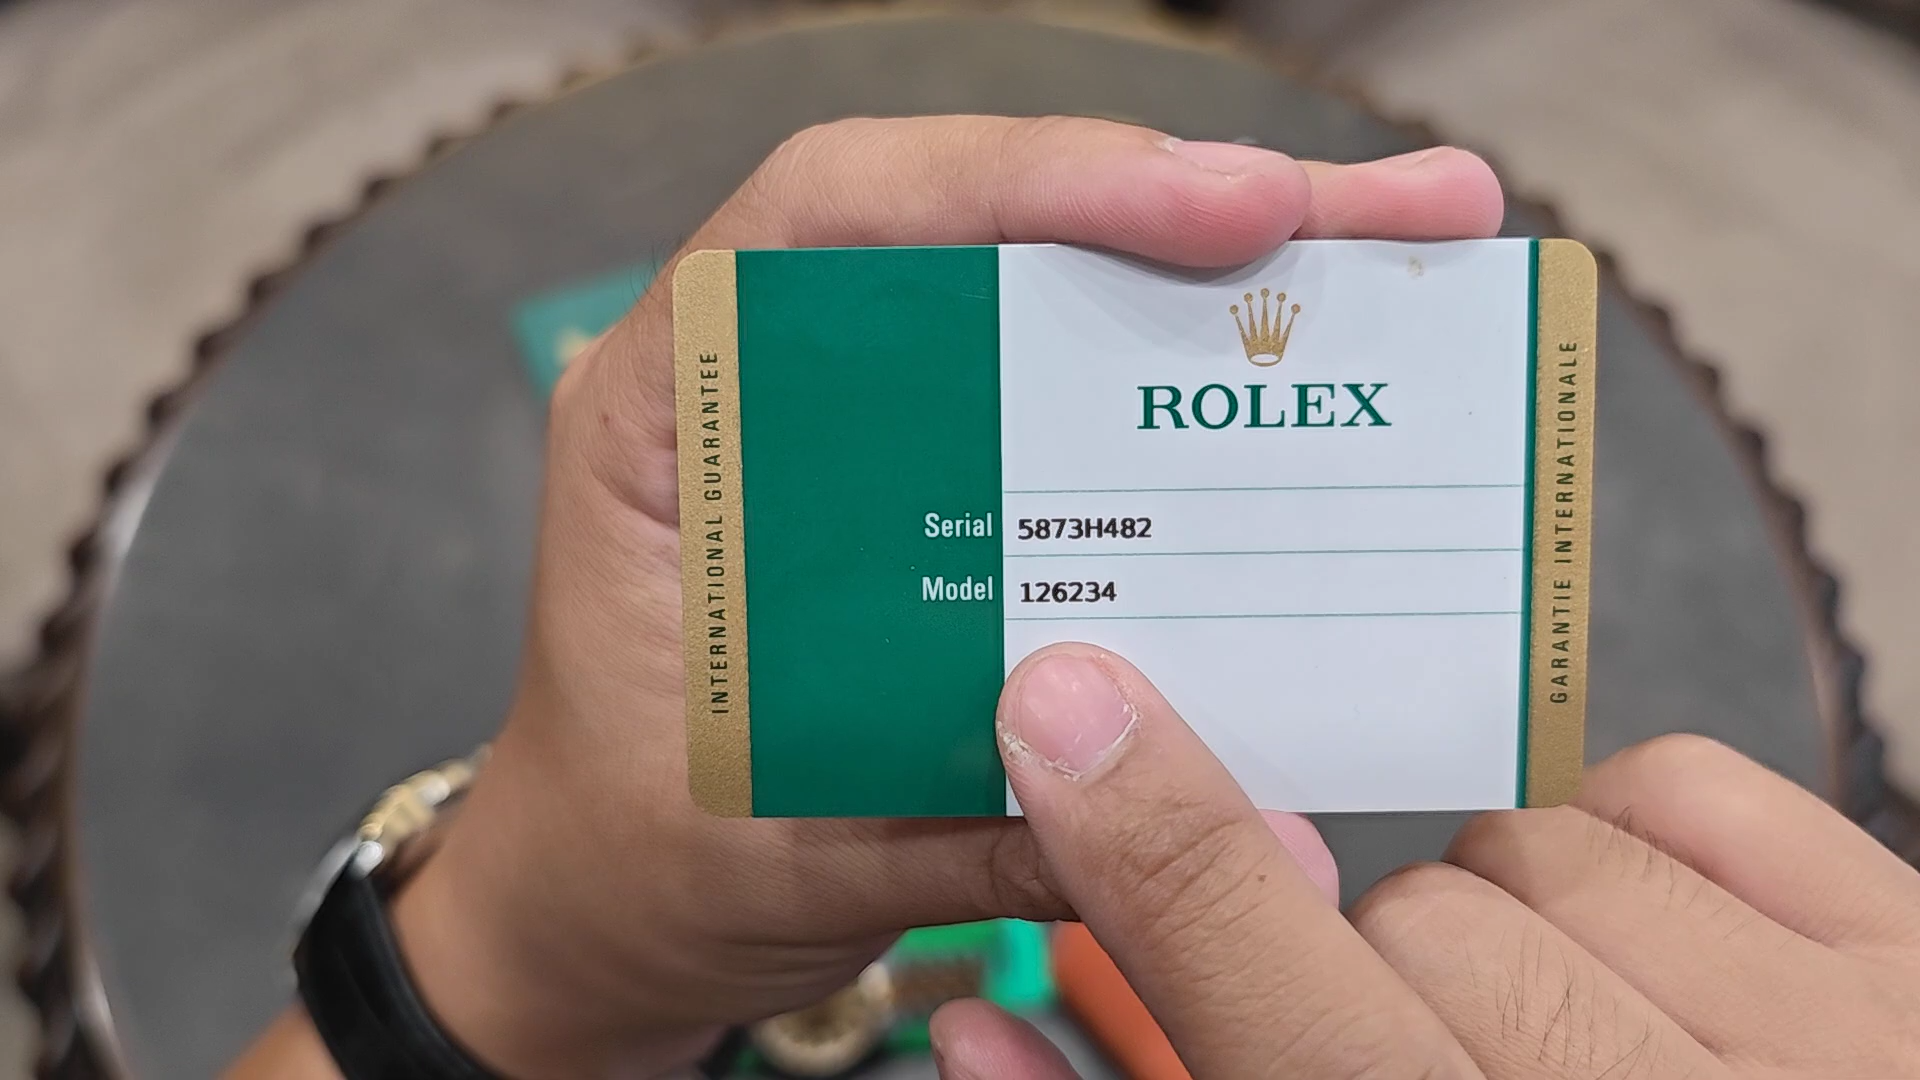 INTERNATIONAL GUARANTEE
ROLEX
Serial 5873H482
Model 126234
GARANTIE INTERNATIONALE